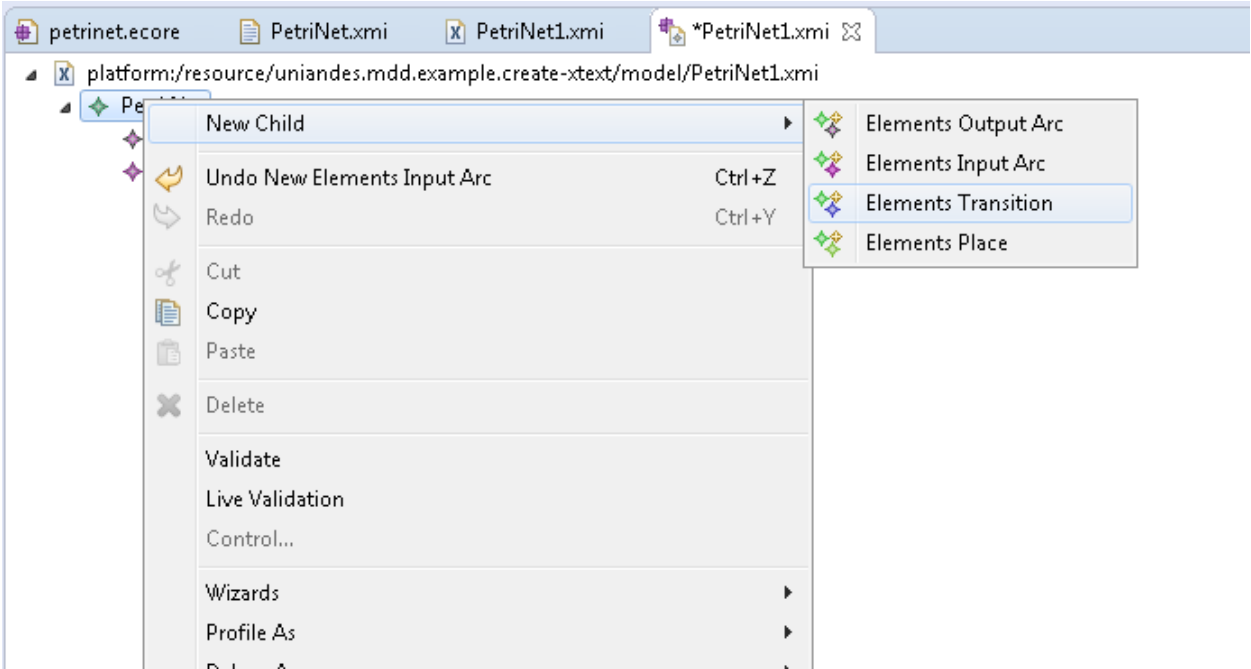 petrinet.ecore PetriNet.xmi PetriNet1.xmi *PetriNet1.xmi
platform:/resource/uniandes.mdd.example.create-xtext/model/PetriNet1.xmi
New Child
Elements Output Arc
Elements Input Arc
Elements Transition
Elements Place
Undo New Elements Input Arc Ctrl+Z
Redo Ctrl+Y
Cut
Copy
Paste
Delete
Validate
Live Validation
Control...
Wizards
Profile As